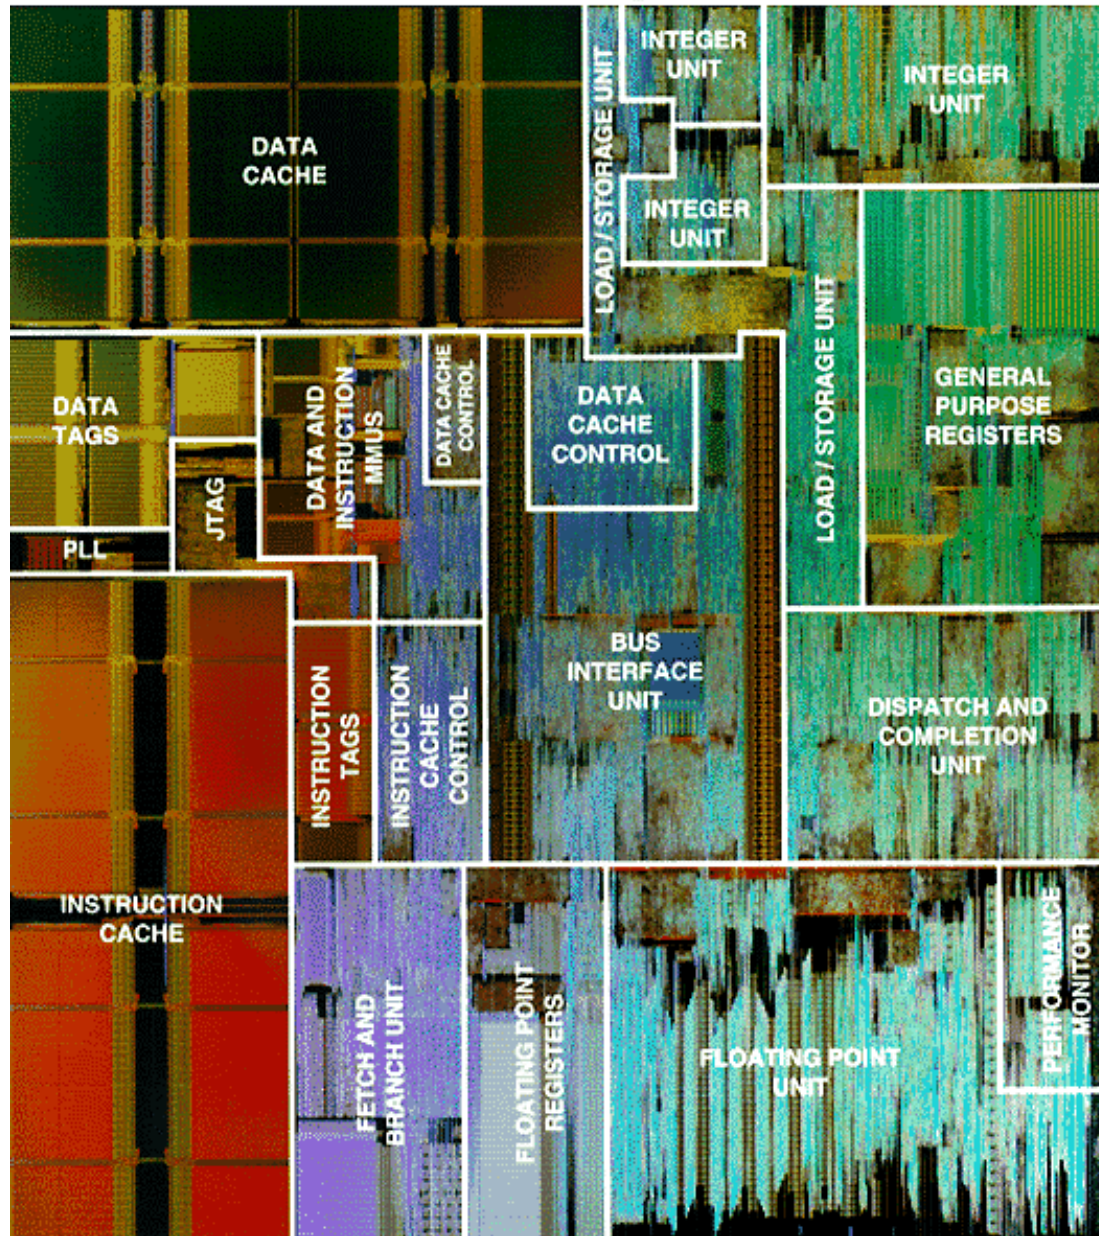 DATA
CACHE
LOAD / STORAGE UNIT
INTEGER
UNIT
INTEGER
UNIT
INTEGER
UNIT
DATA
TAGS
DATA AND
INSTRUCTION
MMUS
DATA CACHE
CONTROL
DATA
CACHE
CONTROL
LOAD / STORAGE UNIT
GENERAL
PURPOSE
REGISTERS
JTAG
PLL
INSTRUCTION
TAGS
INSTRUCTION
CACHE
CONTROL
BUS
INTERFACE
UNIT
DISPATCH AND
COMPLETION
UNIT
INSTRUCTION
CACHE
FETCH AND
BRANCH UNIT
FLOATING POINT
REGISTERS
FLOATING POINT
UNIT
PERFORMANCE
MONITOR